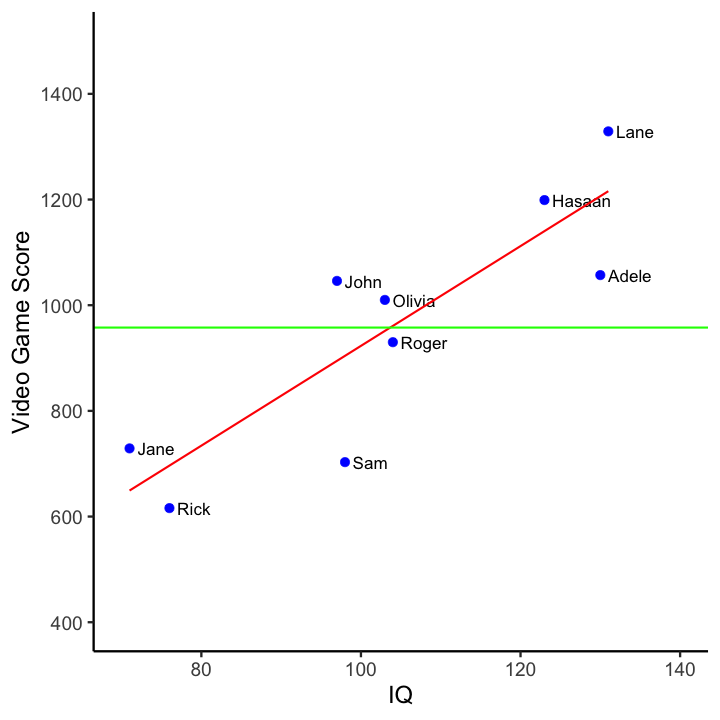 1400
1200
1000
800
600
400
Video Game Score
Lane
Hasaan
Adele
John
Olivia
Roger
Jane
Sam
Rick
80 100 120 140
IQ